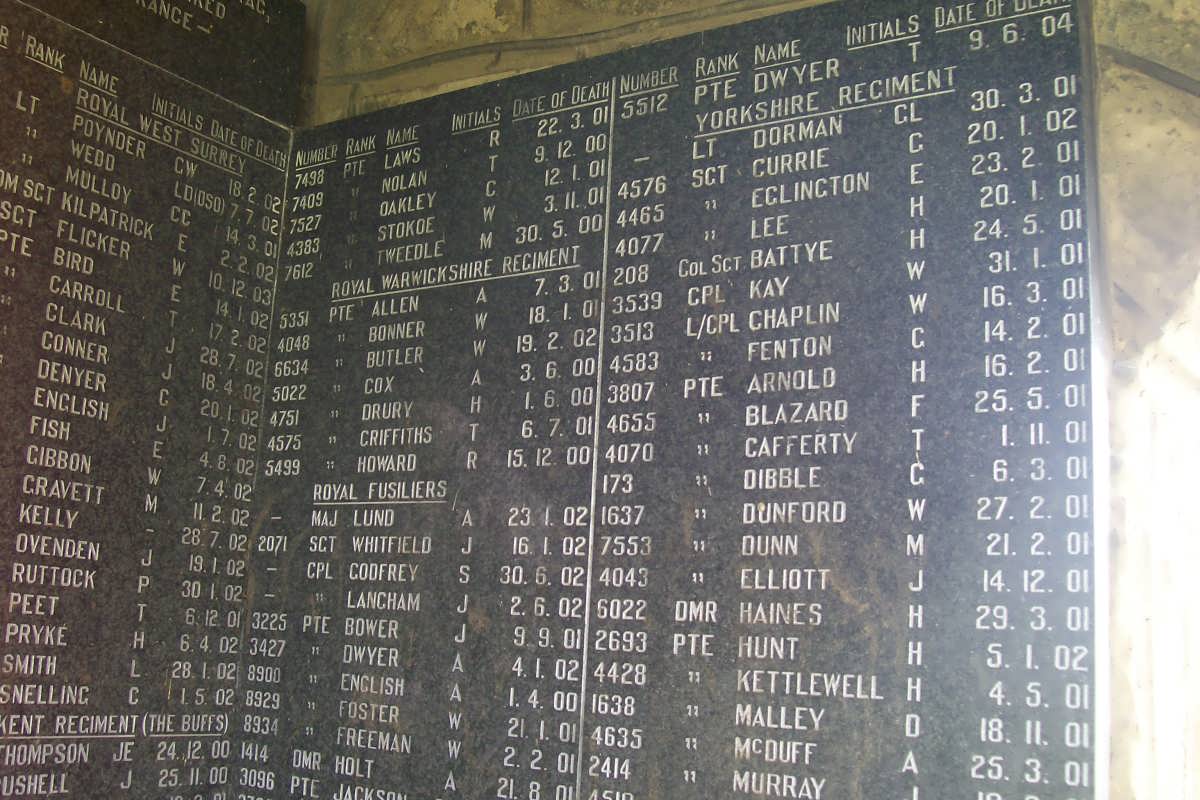 RANCE –
RANK NAME INITIALS DATE OF DEATH
ROYAL WEST SURREY
LT POYNDER CW 18. 2. 02
" WEDD LD(DSO) 7. 7. 02
" MULLOY CC 14. 3. 01
SGT KILPATRICK E 2. 2. 02
SGT FLICKER W 10. 12. 03
PTE BIRD E 14. 1. 02
" CARROLL T 17. 2. 02
" CLARK J 28. 7. 02
CONNER J 18. 4. 02
DENYER G 20. 1. 02
ENGLISH J 1. 7. 02
FISH E 4. 8. 02
GIBBON W 7. 4. 02
GRAVETT M 11. 2. 02
KELLY – 28. 7. 02
OVENDEN J 19. 1. 02
RUTTOCK P 30. 1. 02
PEET T 6. 12. 01
PRYKE H 6. 4. 02
SMITH L 28. 1. 02
SNELLING G 1. 5. 02
KENT REGIMENT (THE BUFFS)
THOMPSON JE 24. 12. 00
BUSHELL J 25. 11. 00
NUMBER RANK NAME INITIALS DATE OF DEATH
7498 PTE LAWS R 22. 3. 01
7409 " NOLAN T 9. 12. 00
7527 " OAKLEY G 12. 1. 01
4383 " STOKOE W 3. 11. 01
7612 " TWEEDLE M 30. 5. 00
ROYAL WARWICKSHIRE REGIMENT
5351 PTE ALLEN A 7. 3. 01
4048 " BONNER W 18. 1. 01
6634 " BUTLER W 19. 2. 02
5022 " COX A 3. 6. 00
4751 " DRURY H 1. 6. 00
4575 " GRIFFITHS T 6. 7. 01
5499 " HOWARD R 15. 12. 00
ROYAL FUSILIERS
– MAJ LUND A 23. 1. 02
2071 SGT WHITFIELD J 16. 1. 02
– CPL GODFREY S 30. 6. 02
– " LANGHAM J 2. 6. 02
3225 PTE BOWER J 9. 9. 01
3427 " DWYER A 4. 1. 02
8900 " ENGLISH A 1. 4. 00
8929 " FOSTER W 21. 1. 01
8934 " FREEMAN W 2. 2. 01
1414 DMR HOLT A 21. 8. 01
3096 PTE JACKSON
NUMBER RANK NAME INITIALS DATE OF DEATH
5512 PTE DWYER T 9. 6. 04
YORKSHIRE REGIMENT
– LT DORMAN GL 30. 3. 01
4576 SGT CURRIE G 20. 1. 02
4465 " EGLINGTON E 23. 2. 01
4077 " LEE H 20. 1. 01
208 COL SGT BATTYE H 24. 5. 01
3539 CPL KAY W 31. 1. 01
3513 L/CPL CHAPLIN W 16. 3. 01
4583 " FENTON G 14. 2. 01
3807 PTE ARNOLD H 16. 2. 01
4655 " BLAZARD F 25. 5. 01
4070 " CAFFERTY T 1. 11. 01
173 " DIBBLE G 6. 3. 01
1637 " DUNFORD W 27. 2. 01
7553 " DUNN M 21. 2. 01
4043 " ELLIOTT J 14. 12. 01
6022 DMR HAINES H 29. 3. 01
2693 PTE HUNT H 5. 1. 02
4428 " KETTLEWELL H 4. 5. 01
1638 " MALLEY D 18. 11. 01
4635 " McDUFF A 25. 3. 01
2414 " MURRAY